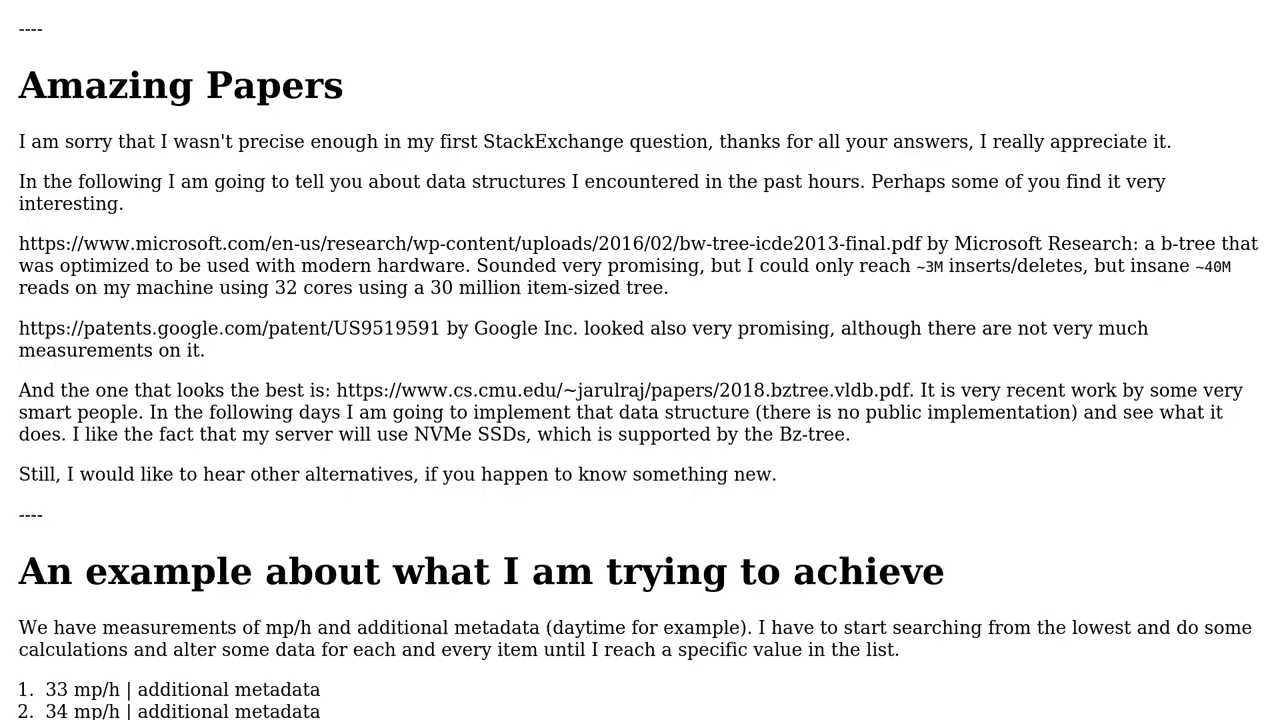 ----
Amazing Papers
I am sorry that I wasn't precise enough in my first StackExchange question, thanks for all your answers, I really appreciate it.
In the following I am going to tell you about data structures I encountered in the past hours. Perhaps some of you find it very
interesting.
https://www.microsoft.com/en-us/research/wp-content/uploads/2016/02/bw-tree-icde2013-final.pdf by Microsoft Research: a b-tree that
was optimized to be used with modern hardware. Sounded very promising, but I could only reach ~3M inserts/deletes, but insane ~40M
reads on my machine using 32 cores using a 30 million item-sized tree.
https://patents.google.com/patent/US9519591 by Google Inc. looked also very promising, although there are not very much
measurements on it.
And the one that looks the best is: https://www.cs.cmu.edu/~jarulraj/papers/2018.bztree.vldb.pdf. It is very recent work by some very
smart people. In the following days I am going to implement that data structure (there is no public implementation) and see what it
does. I like the fact that my server will use NVMe SSDs, which is supported by the Bz-tree.
Still, I would like to hear other alternatives, if you happen to know something new.
----
An example about what I am trying to achieve
We have measurements of mp/h and additional metadata (daytime for example). I have to start searching from the lowest and do some
calculations and alter some data for each and every item until I reach a specific value in the list.
1. 33 mp/h | additional metadata
2. 34 mp/h | additional metadata